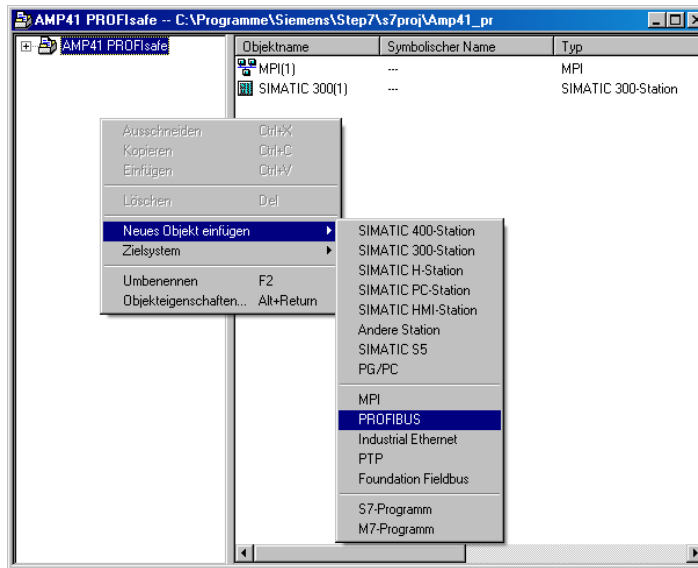 AMP41 PROFIsafe -- C:\Programme\Siemens\Step7\s7proj\Amp41_pr
AMP41 PROFIsafe
Objektname Symbolischer Name Typ
MPI(1) --- MPI
SIMATIC 300(1) --- SIMATIC 300-Station
Ausschneiden Ctrl+X
Kopieren Ctrl+C
Einfügen Ctrl+V
Löschen Del
Neues Objekt einfügen
Zielsystem
Umbenennen F2
Objekteigenschaften... Alt+Return
SIMATIC 400-Station
SIMATIC 300-Station
SIMATIC H-Station
SIMATIC PC-Station
SIMATIC HMI-Station
Andere Station
SIMATIC S5
PG/PC
MPI
PROFIBUS
Industrial Ethernet
PTP
Foundation Fieldbus
S7-Programm
M7-Programm